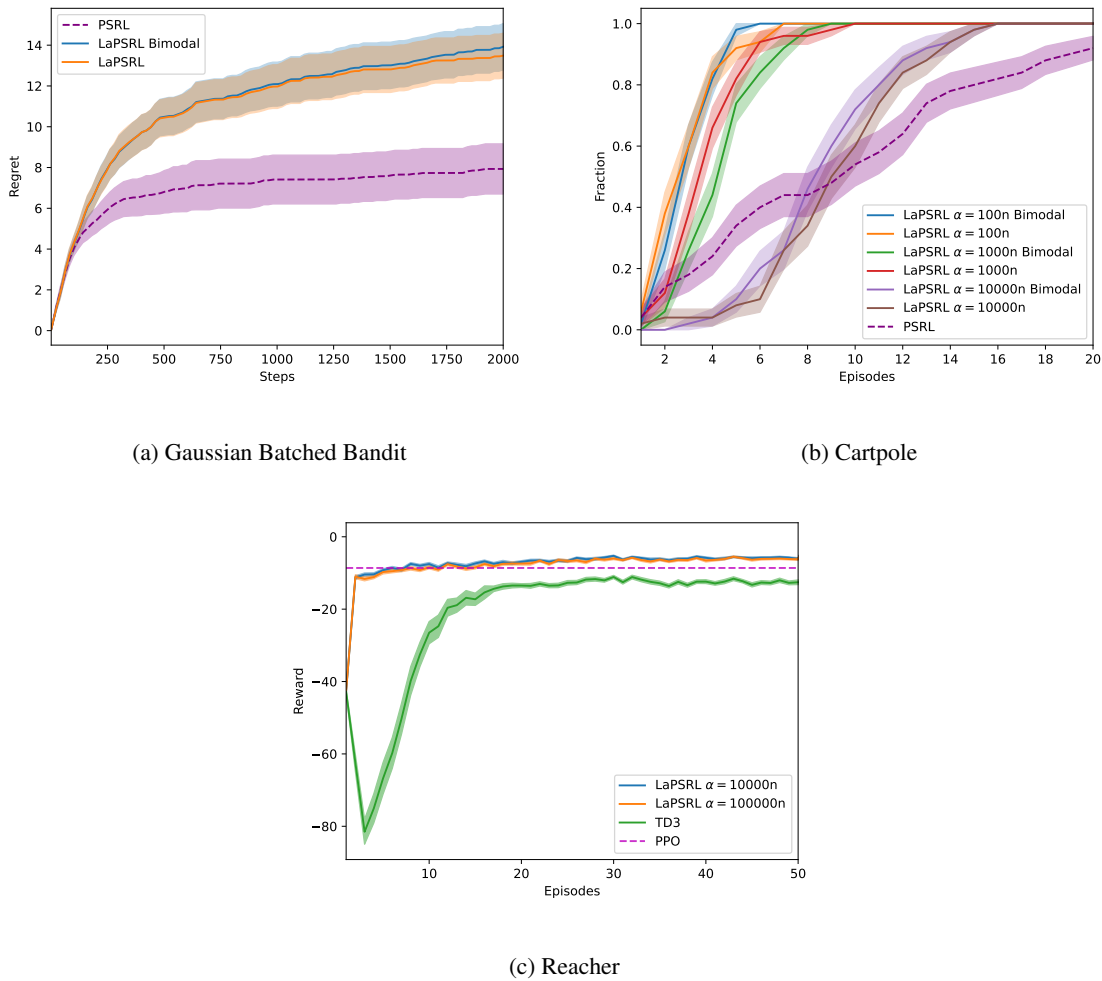 PSRL
LaPSRL Bimodal
LaPSRL
14
12
10
8
6
4
2
0
Regret
250
500
750
1000
1250
1500
1750
2000
Steps
(a) Gaussian Batched Bandit
1.0
0.8
0.6
0.4
0.2
0.0
Fraction
LaPSRL α = 100n Bimodal
LaPSRL α = 100n
LaPSRL α = 1000n Bimodal
LaPSRL α = 1000n
LaPSRL α = 10000n Bimodal
LaPSRL α = 10000n
PSRL
2
4
6
8
10
12
14
16
18
20
Episodes
(b) Cartpole
0
−20
−40
−60
−80
Reward
LaPSRL α = 10000n
LaPSRL α = 100000n
TD3
PPO
10
20
30
40
50
Episodes
(c) Reacher